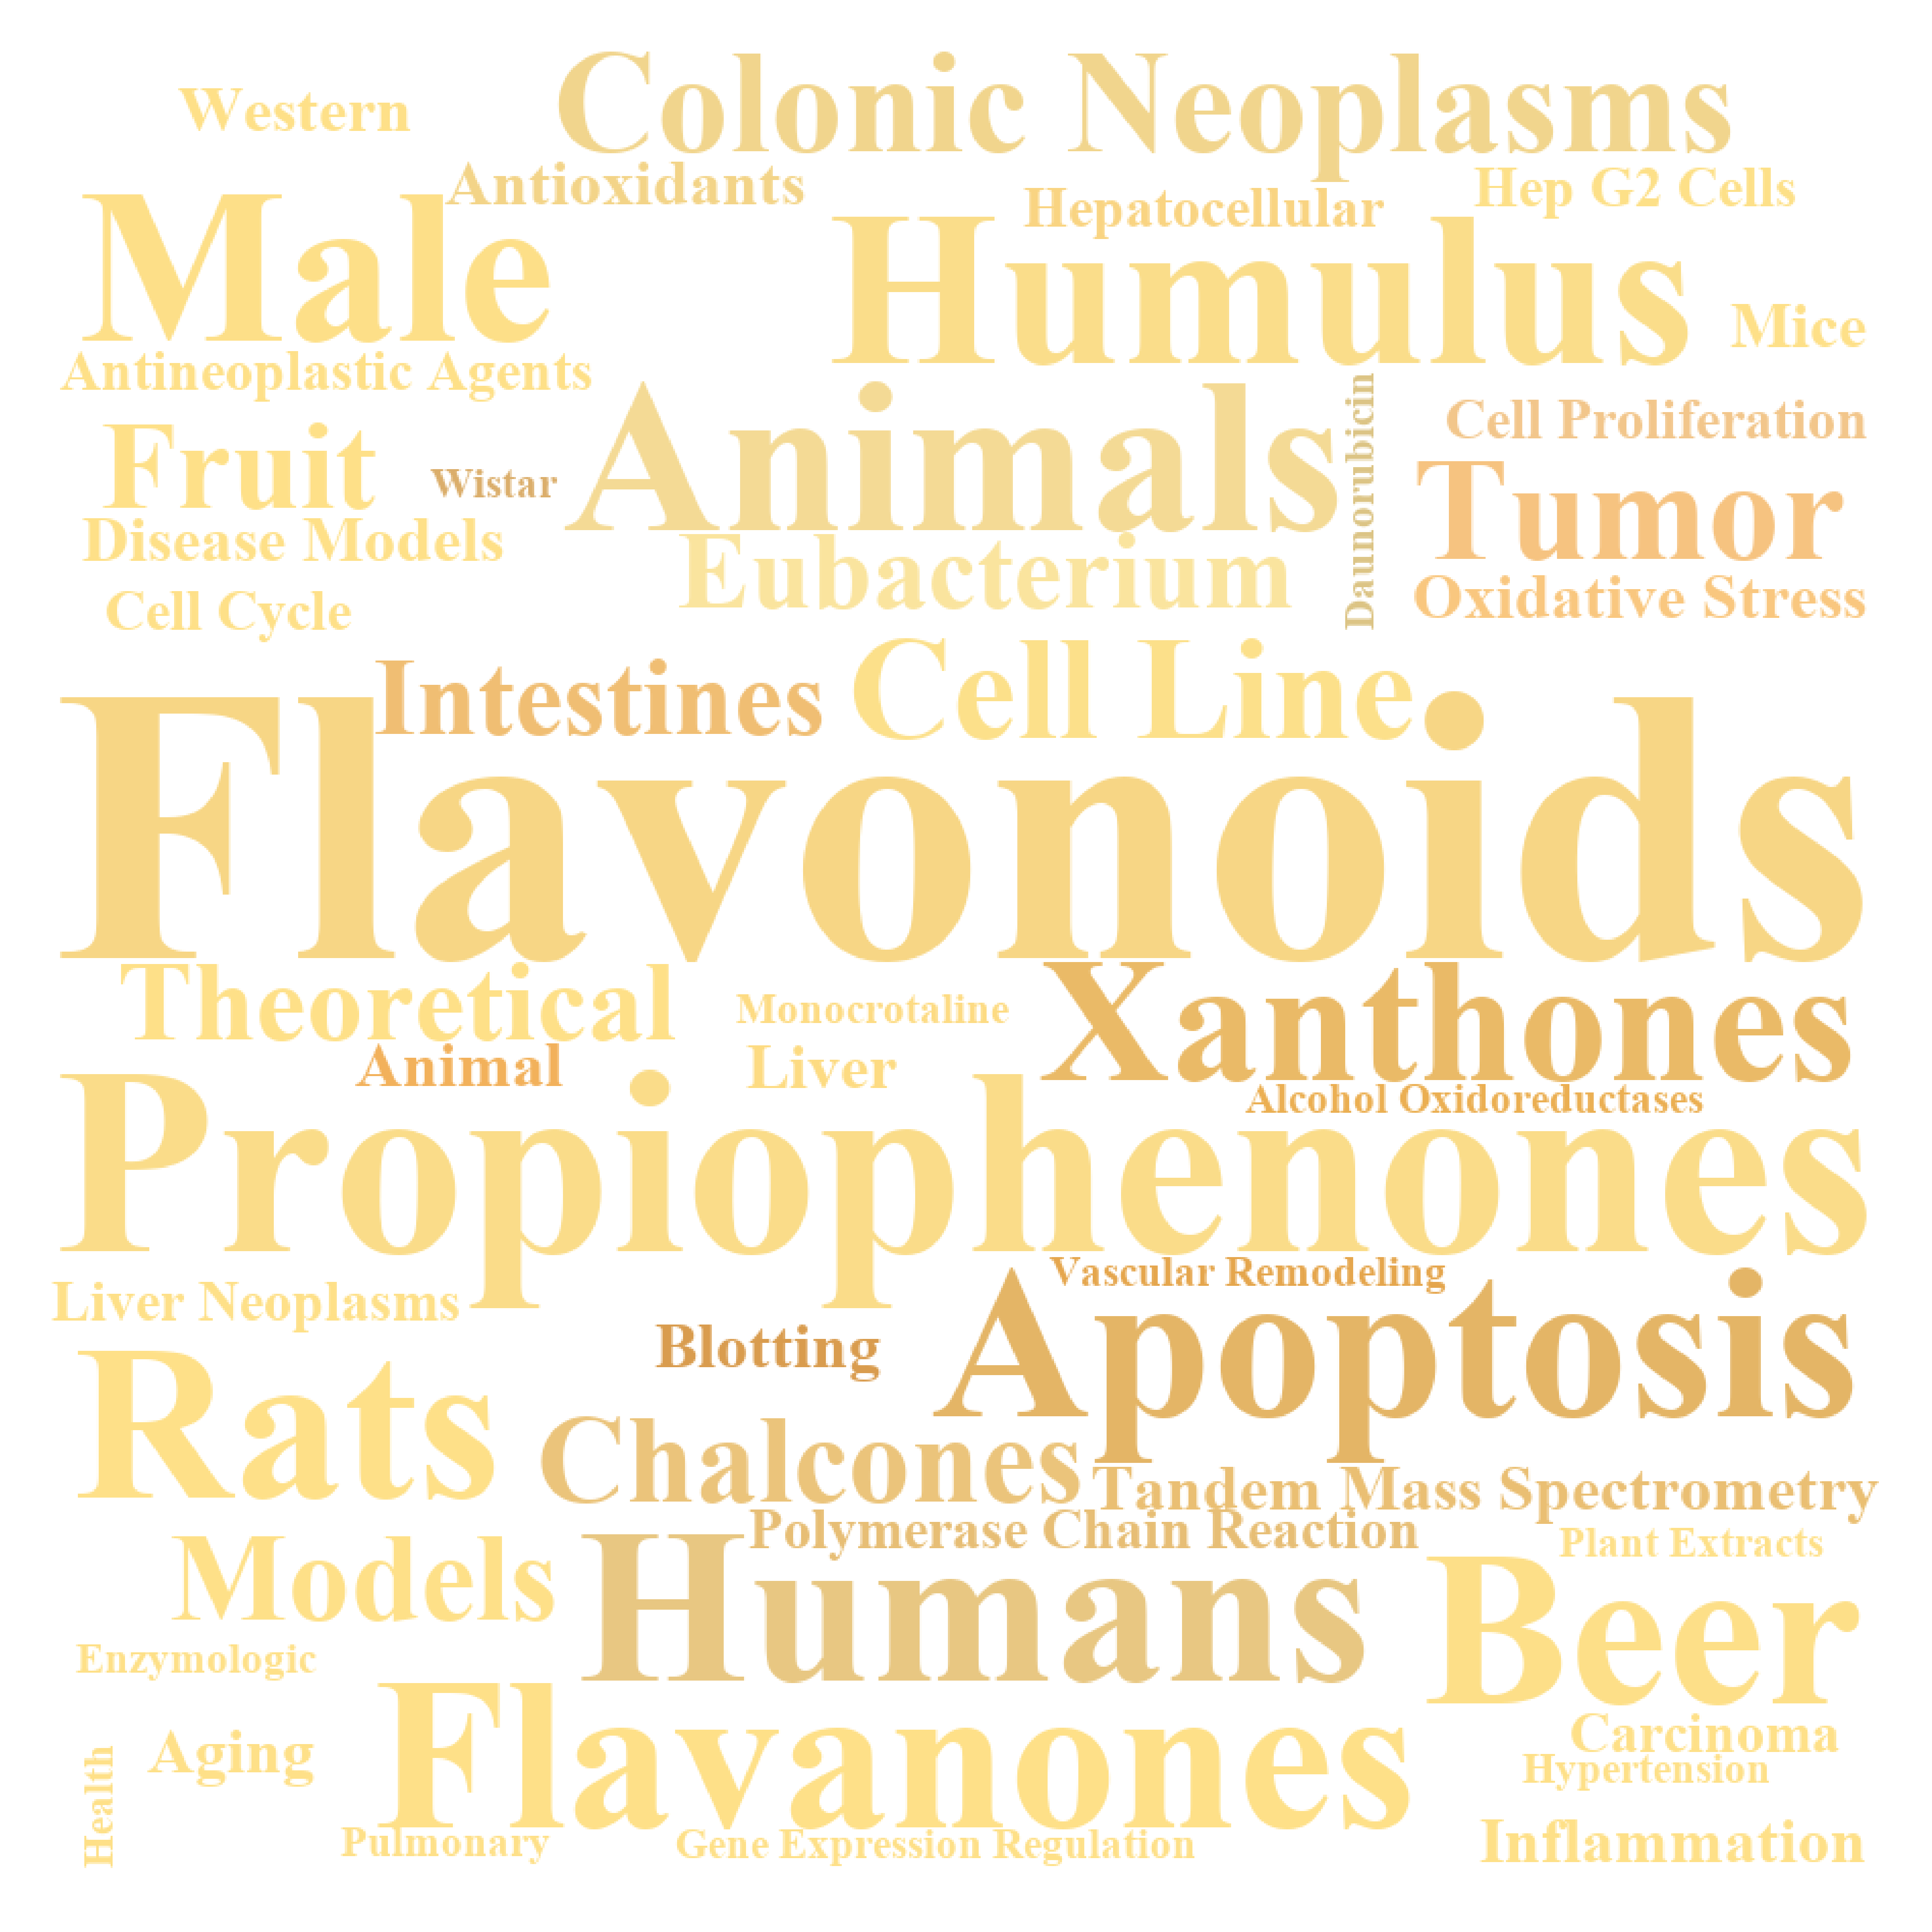 Colonic Neoplasms
Western
Antioxidants
Hepatocellular
Hep G2 Cells
Male
Humulus
Mice
Antineoplastic Agents
Animals
Daunorubicin
Cell Proliferation
Fruit
Wistar
Tumor
Disease Models
Eubacterium
Oxidative Stress
Cell Cycle
Intestines
Cell Line
Flavonoids
Theoretical
Monocrotaline
Xanthones
Animal
Liver
Alcohol Oxidoreductases
Propiophenones
Vascular Remodeling
Liver Neoplasms
Blotting
Apoptosis
Rats
Chalcones
Tandem Mass Spectrometry
Polymerase Chain Reaction
Plant Extracts
Models
Humans
Beer
Enzymologic
Flavanones
Carcinoma
Aging
Hypertension
Health
Pulmonary
Gene Expression Regulation
Inflammation